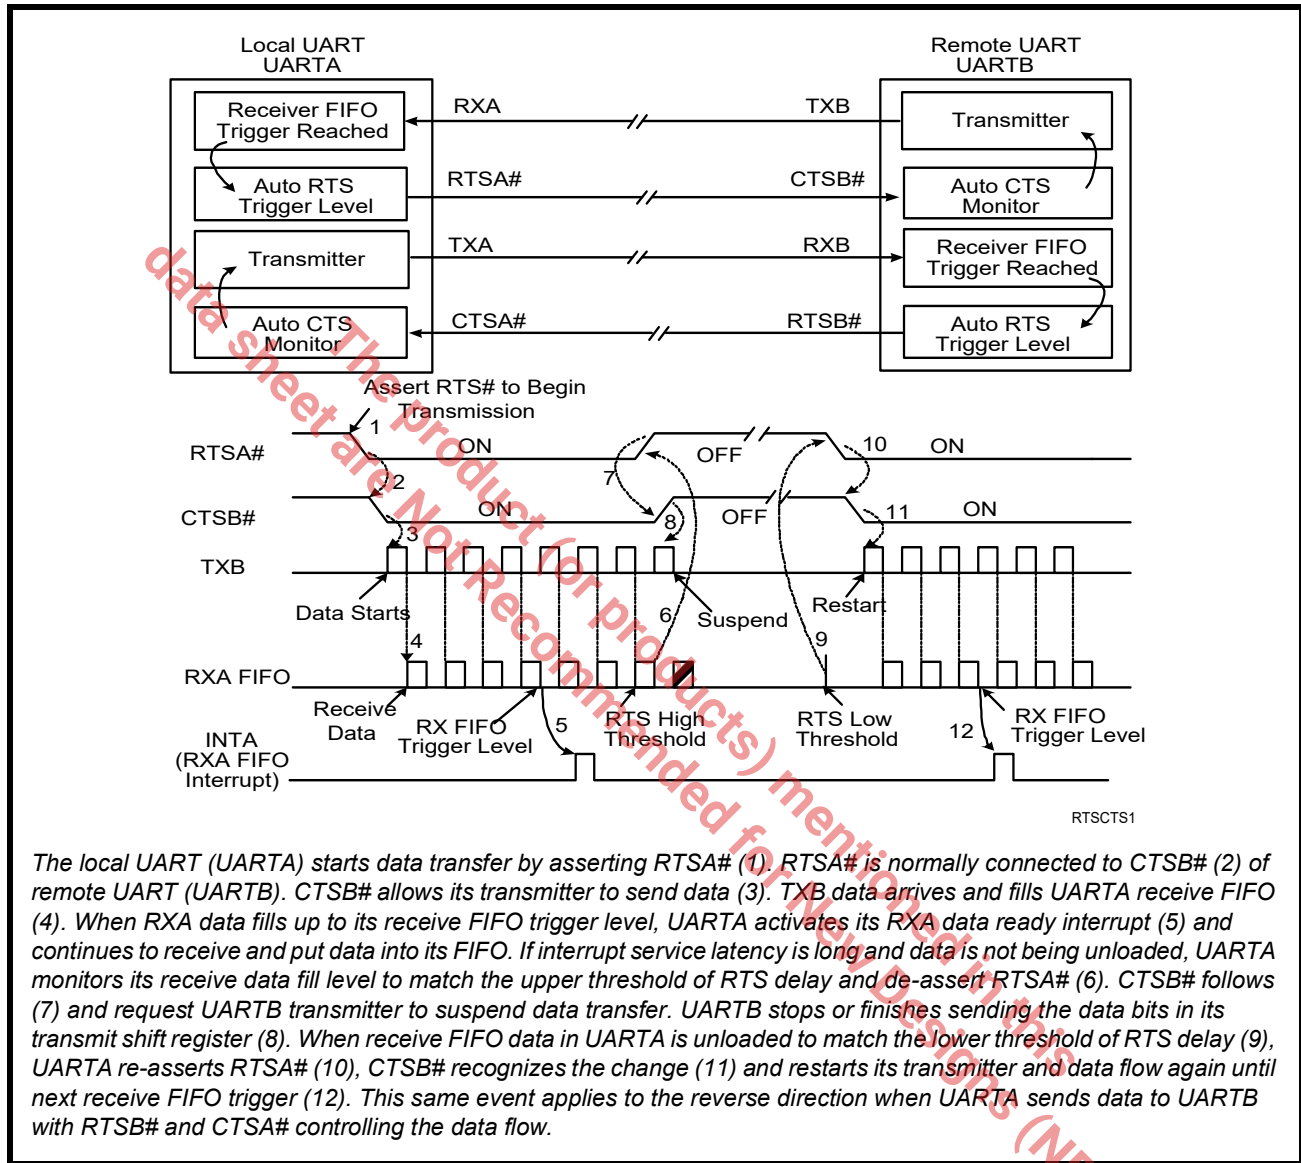 Local UART
UARTA
Remote UART
UARTB
Receiver FIFO
Trigger Reached
RXA
TXB
Transmitter
Auto RTS
Trigger Level
RTSA#
CTSB#
Auto CTS
Monitor
Transmitter
TXA
RXB
Receiver FIFO
Trigger Reached
Auto CTS
Monitor
CTSA#
RTSB#
Auto RTS
Trigger Level
Assert RTS# to Begin
Transmission
1
RTSA#
ON
OFF
10
ON
2
7
CTSB#
ON
8
OFF
11
ON
3
TXB
Data Starts
Suspend
Restart
4
6
9
RXA FIFO
Receive
Data
RX FIFO
Trigger Level
5
RTS High
Threshold
RTS Low
Threshold
12
RX FIFO
Trigger Level
INTA
(RXA FIFO
Interrupt)
RTSCTS1
The local UART (UARTA) starts data transfer by asserting RTSA# (1). RTSA# is normally connected to CTSB# (2) of
remote UART (UARTB). CTSB# allows its transmitter to send data (3). TXB data arrives and fills UARTA receive FIFO
(4). When RXA data fills up to its receive FIFO trigger level, UARTA activates its RXA data ready interrupt (5) and
continues to receive and put data into its FIFO. If interrupt service latency is long and data is not being unloaded, UARTA
monitors its receive data fill level to match the upper threshold of RTS delay and de-assert RTSA# (6). CTSB# follows
(7) and request UARTB transmitter to suspend data transfer. UARTB stops or finishes sending the data bits in its
transmit shift register (8). When receive FIFO data in UARTA is unloaded to match the lower threshold of RTS delay (9),
UARTA re-asserts RTSA# (10), CTSB# recognizes the change (11) and restarts its transmitter and data flow again until
next receive FIFO trigger (12). This same event applies to the reverse direction when UARTA sends data to UARTB
with RTSB# and CTSA# controlling the data flow.
The product (or products) mentioned in this
data sheet are Not Recommended for New Designs